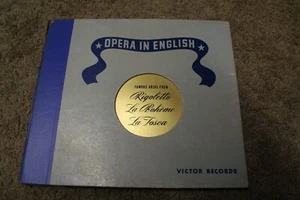 OPERA IN ENGLISH
FAMOUS ARIAS FROM
Rigoletto
La Bohème
La Tosca
VICTOR RECORDS